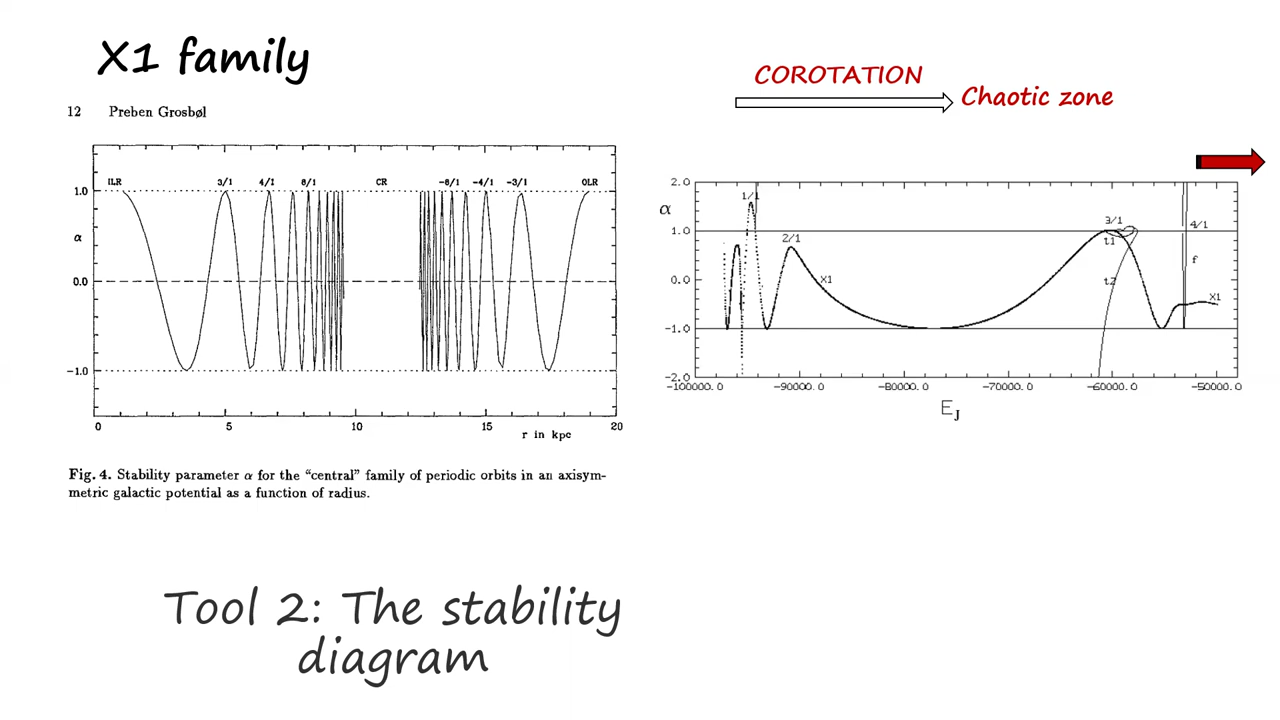 X1 family
COROTATION
Chaotic zone
12 Preben Grosbøl
ILR 3/1 4/1 6/1 CR -6/1 -4/1 -3/1 OLR
1.0
α
0.0
-1.0
0 5 10 15 20
r in kpc
Fig. 4. Stability parameter α for the "central" family of periodic orbits in an axisym-
metric galactic potential as a function of radius.
2.0
α
1/1
3/1
4/1
1.0
2/1
t1
f
X1
0.0
t2
X1
-1.0
-2.0
-100000.0 -90000.0 -80000.0 -70000.0 -60000.0 -50000.0
EJ
Tool 2: The stability
diagram